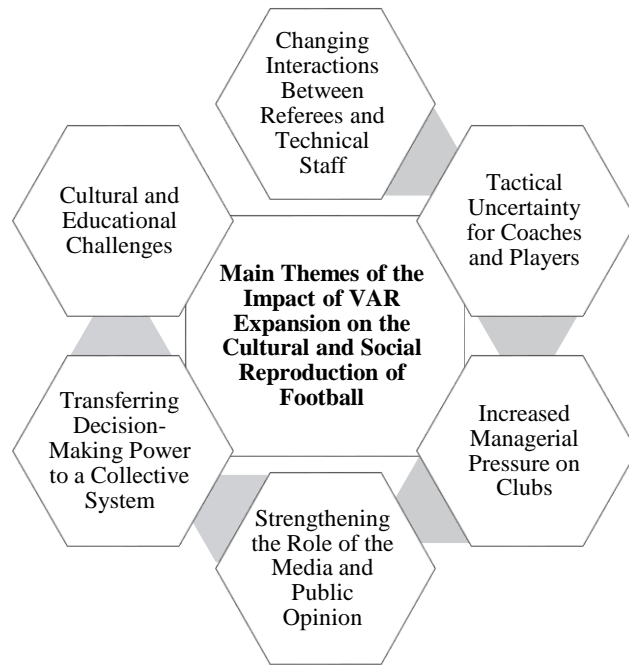 Changing
Interactions
Between
Referees and
Technical
Staff
Tactical
Uncertainty
for Coaches
and Players
Increased
Managerial
Pressure on
Clubs
Strengthening
the Role of the
Media and
Public
Opinion
Transferring
Decision-
Making Power
to a Collective
System
Cultural and
Educational
Challenges
Main Themes of the
Impact of VAR
Expansion on the
Cultural and Social
Reproduction of
Football